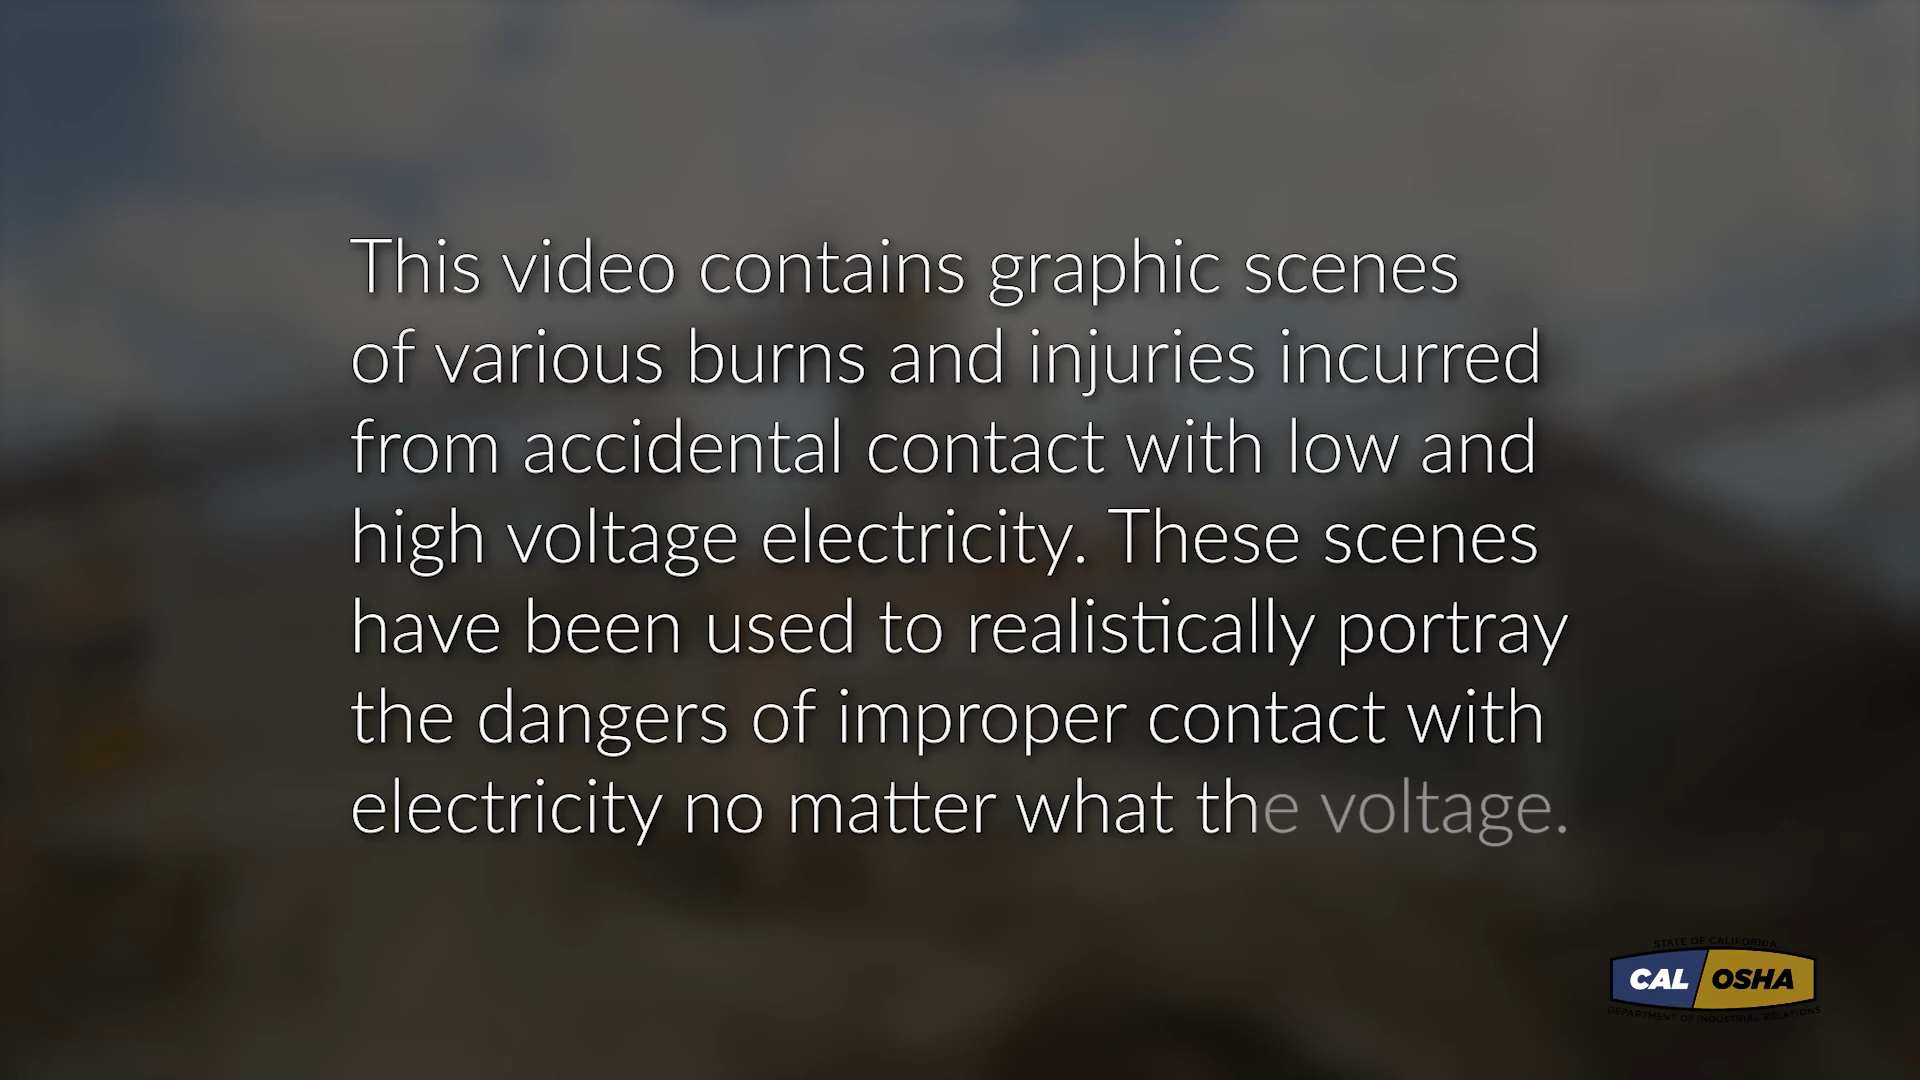 This video contains graphic scenes
of various burns and injuries incurred
from accidental contact with low and
high voltage electricity. These scenes
have been used to realistically portray
the dangers of improper contact with
electricity no matter what the voltage.
STATE OF CALIFORNIA
CAL OSHA
DEPARTMENT OF INDUSTRIAL RELATIONS